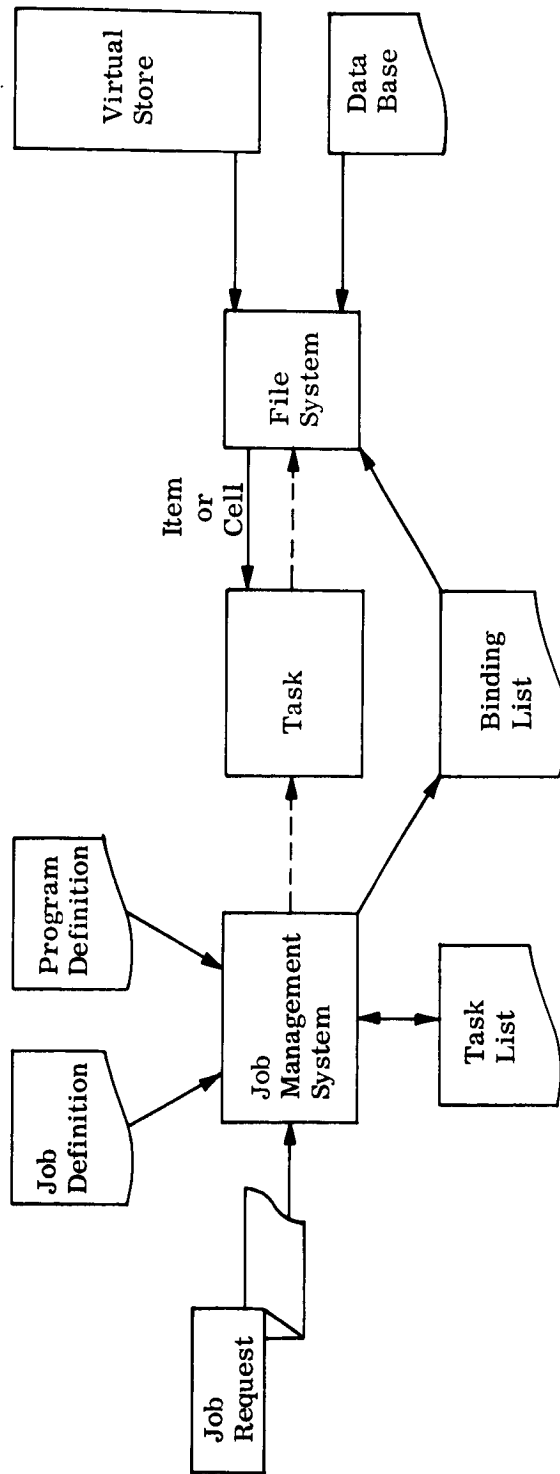 Job
Request
Job
Definition
Program
Definition
Job
Management
System
Task
List
Task
Binding
List
Item
or
Cell
File
System
Virtual
Store
Data
Base